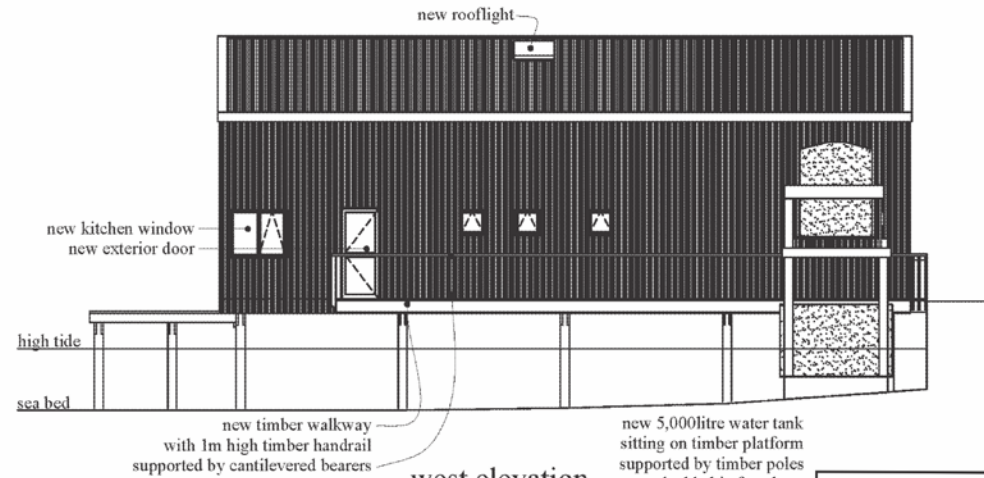 new rooflight
new kitchen window
new exterior door
high tide
sea bed
new timber walkway
with 1m high timber handrail
supported by cantilevered bearers
west elevation
new 5,000litre water tank
sitting on timber platform
supported by timber poles